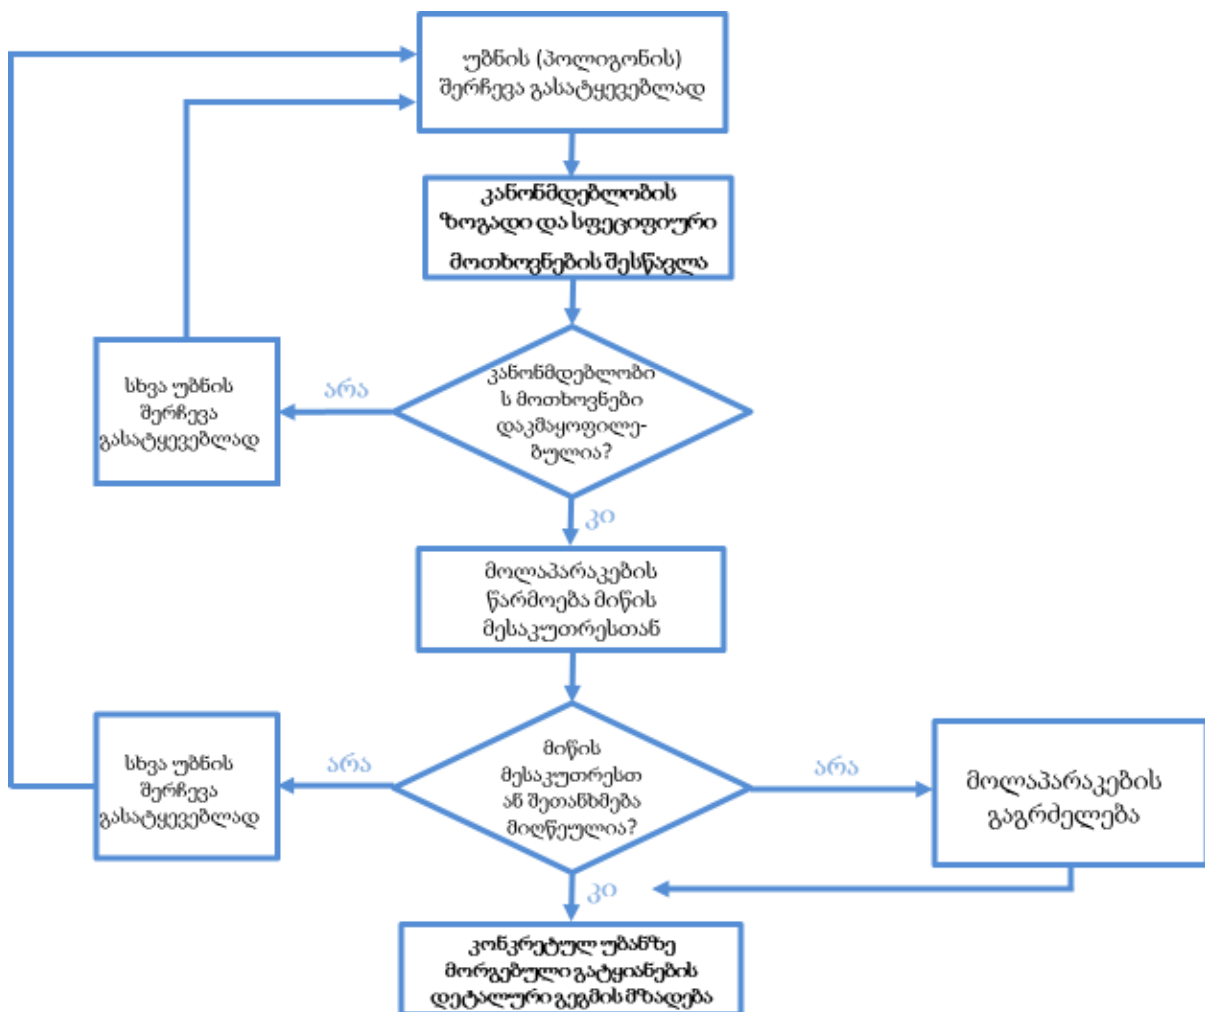 უბნის (პოლიგონის)
შერჩევა გასატყევებლად
კანონმდებლობის
ზოგადი და სფეციფიური
მოთხოვნების შესწავლა
კანონმდებლობი
ს მოთხოვნები
დაკმაყოფილე-
ბულია?
არა
სხვა უბნის
შერჩევა
გასატყევებლად
კი
მოლაპარაკების
წარმოება მიწის
მესაკუთრესთან
მიწის
მესაკუთრესთ
ან შეთანხმება
მიღწეულია?
არა
სხვა უბნის
შერჩევა
გასატყევებლად
არა
მოლაპარაკების
გაგრძელება
კი
კონკრეტულ უბანზე
მორგებული გატყიანების
დეტალური გეგმის მზადება